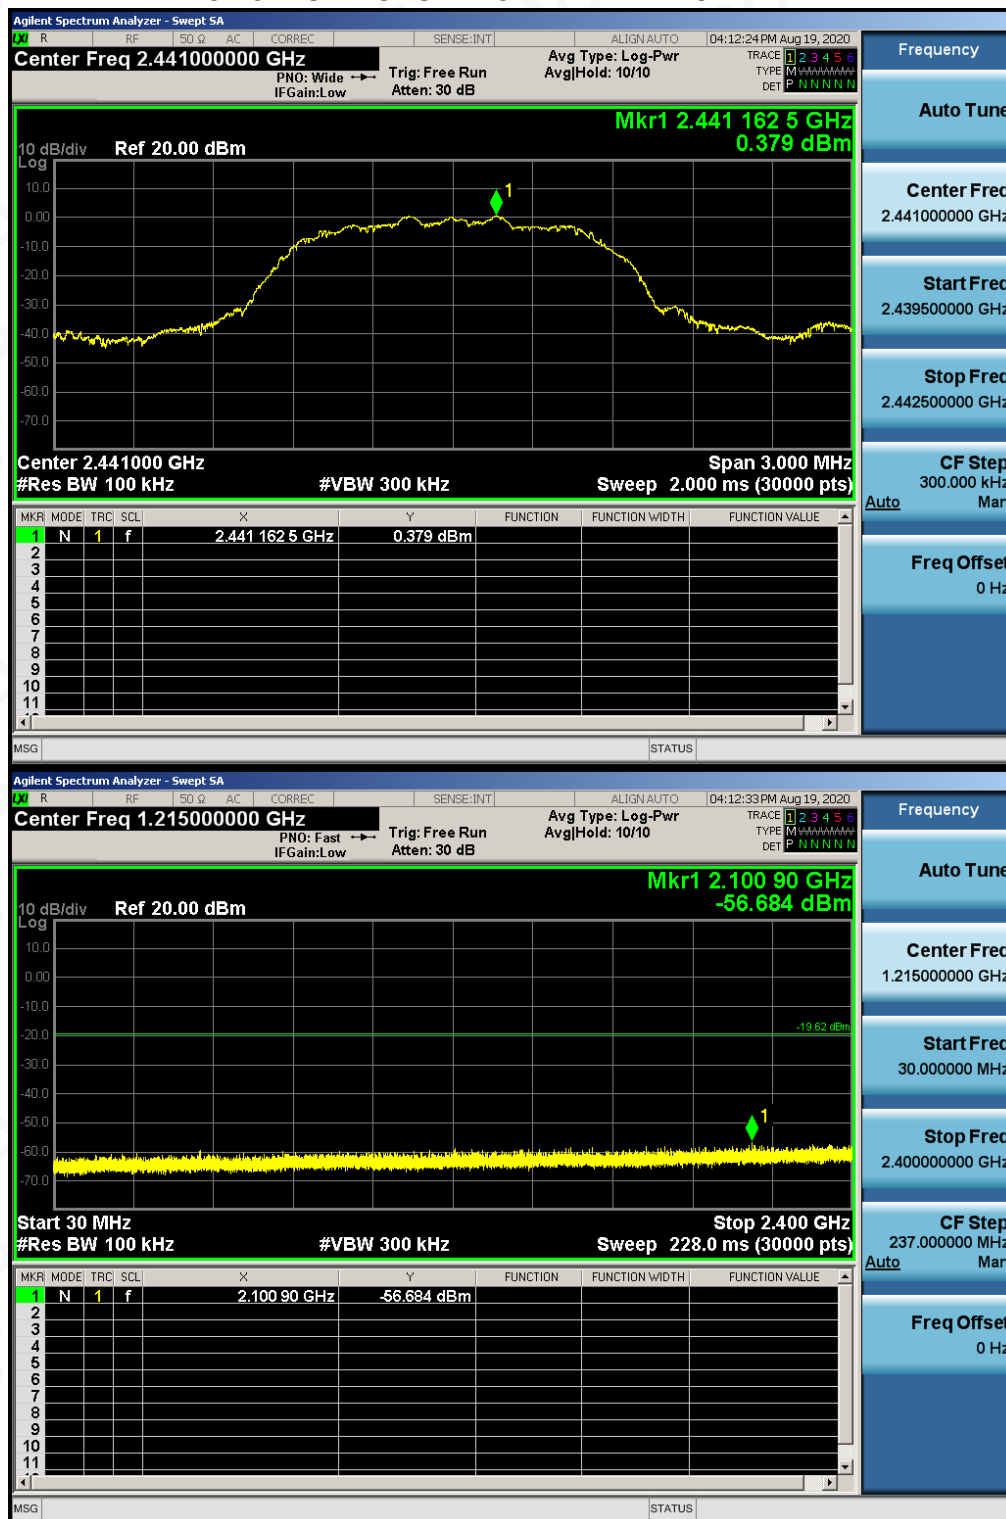 Agilent Spectrum Analyzer - Swept SA
LXI R RF 50 Ω AC CORREC SENSE:INT ALIGN AUTO 04:12:24 PM Aug 19, 2020
Center Freq 2.441000000 GHz
Avg Type: Log-Pwr
TRACE 1 2 3 4 5 6
PNO: Wide
Trig: Free Run
Avg|Hold: 10/10
TYPE M WWWWW
IFGain:Low
Atten: 30 dB
DET P N N N N N
Mkr1 2.441 162 5 GHz
0.379 dBm
10 dB/div Ref 20.00 dBm
Log
10.0
0.00
-10.0
-20.0
-30.0
-40.0
-50.0
-60.0
-70.0
1
Center 2.441000 GHz Span 3.000 MHz
#Res BW 100 kHz #VBW 300 kHz Sweep 2.000 ms (30000 pts)
MKR MODE TRC SCL X Y FUNCTION FUNCTION WIDTH FUNCTION VALUE
1 N 1 f 2.441 162 5 GHz 0.379 dBm
2
3
4
5
6
7
8
9
10
11
MSG STATUS
Frequency
Auto Tune
Center Freq
2.441000000 GHz
Start Freq
2.439500000 GHz
Stop Freq
2.442500000 GHz
CF Step
300.000 kHz
Auto Man
Freq Offset
0 Hz
Agilent Spectrum Analyzer - Swept SA
LXI R RF 50 Ω AC CORREC SENSE:INT ALIGN AUTO 04:12:33 PM Aug 19, 2020
Center Freq 1.215000000 GHz
Avg Type: Log-Pwr
TRACE 1 2 3 4 5 6
PNO: Fast
Trig: Free Run
Avg|Hold: 10/10
TYPE M WWWWW
IFGain:Low
Atten: 30 dB
DET P N N N N N
Mkr1 2.100 90 GHz
-56.684 dBm
10 dB/div Ref 20.00 dBm
Log
10.0
0.00
-10.0
-19.62 dBm
-20.0
-30.0
-40.0
-50.0
-60.0
-70.0
1
Start 30 MHz Stop 2.400 GHz
#Res BW 100 kHz #VBW 300 kHz Sweep 228.0 ms (30000 pts)
MKR MODE TRC SCL X Y FUNCTION FUNCTION WIDTH FUNCTION VALUE
1 N 1 f 2.100 90 GHz -56.684 dBm
2
3
4
5
6
7
8
9
10
11
MSG STATUS
Frequency
Auto Tune
Center Freq
1.215000000 GHz
Start Freq
30.000000 MHz
Stop Freq
2.400000000 GHz
CF Step
237.000000 MHz
Auto Man
Freq Offset
0 Hz